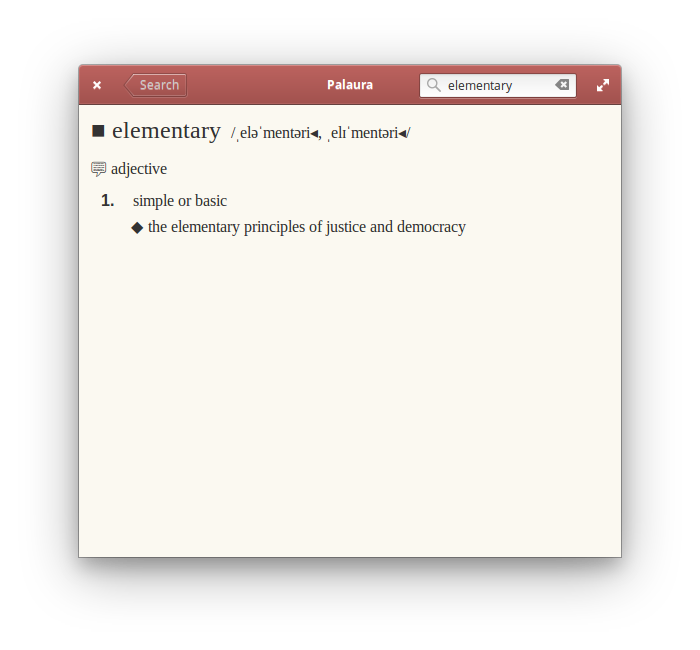 Search
Palaura
elementary
■ elementary /ˌeləˈmentəri◂, ˌelɪˈmentəri◂/
adjective
1. simple or basic
◆ the elementary principles of justice and democracy